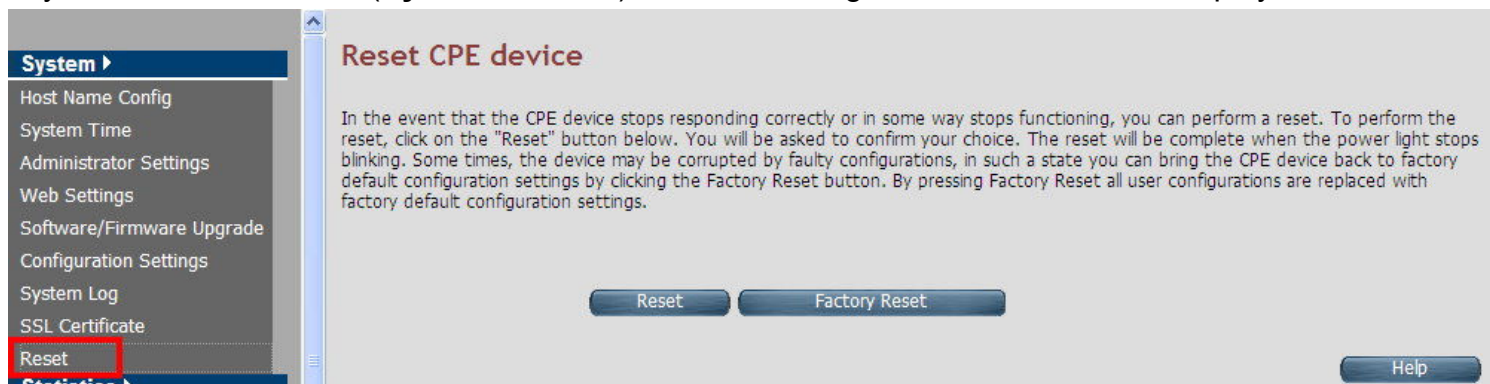 System
Host Name Config
System Time
Administrator Settings
Web Settings
Software/Firmware Upgrade
Configuration Settings
System Log
SSL Certificate
Reset
Reset CPE device
In the event that the CPE device stops responding correctly or in some way stops functioning, you can perform a reset. To perform the
reset, click on the "Reset" button below. You will be asked to confirm your choice. The reset will be complete when the power light stops
blinking. Some times, the device may be corrupted by faulty configurations, in such a state you can bring the CPE device back to factory
default configuration settings by clicking the Factory Reset button. By pressing Factory Reset all user configurations are replaced with
factory default configuration settings.
Reset
Factory Reset
Help